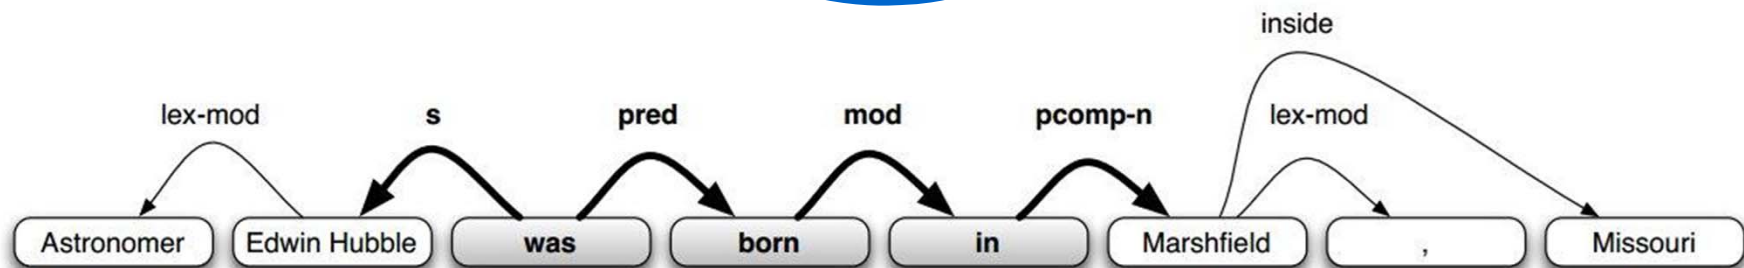 inside
lex-mod s pred mod pcomp-n lex-mod
Astronomer Edwin Hubble was born in Marshfield , Missouri